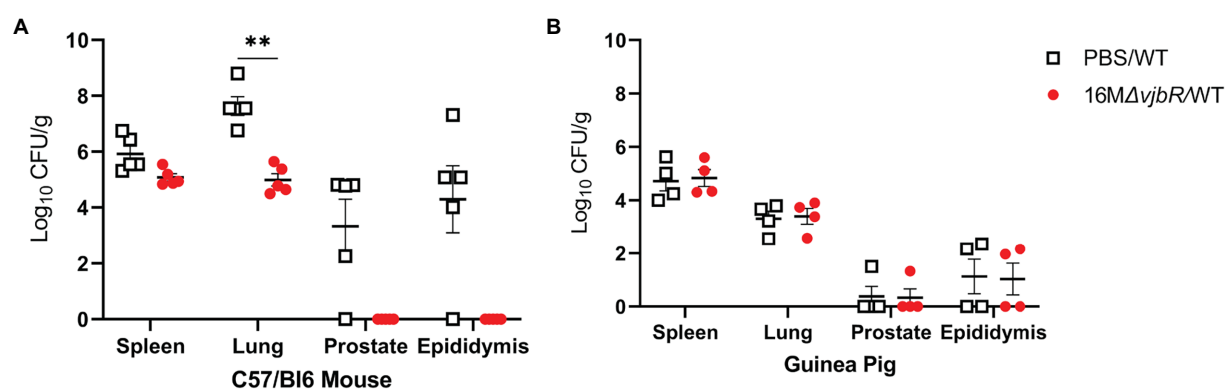 A
Log10 CFU/g
10
8
6
4
2
0
**
Spleen Lung Prostate Epididymis
C57/Bl6 Mouse
B
Log10 CFU/g
10
8
6
4
2
0
Spleen Lung Prostate Epididymis
Guinea Pig
PBS/WT
16MΔvjbR/WT